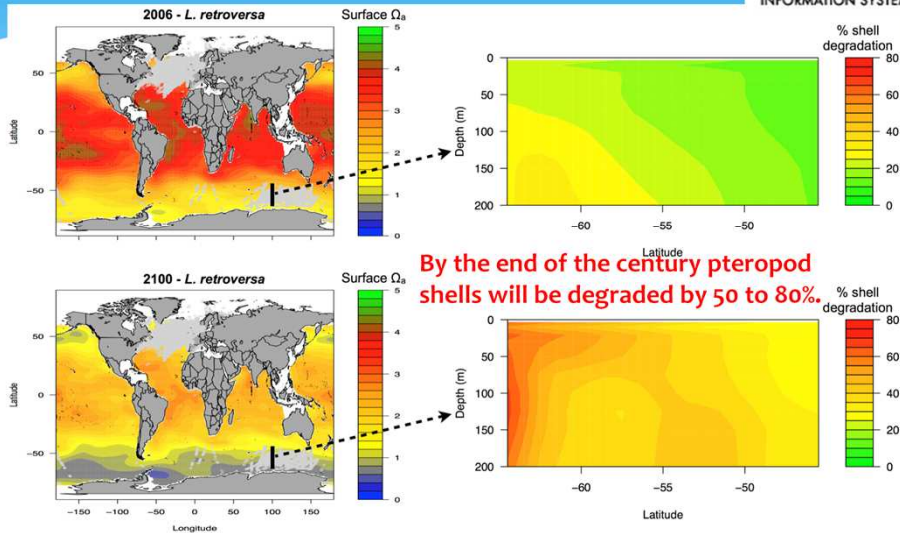 INFORMATION SYSTEM
2006 - L. retroversa
Surface Ωa
5
4
3
2
1
0
50
0
−50
Latitude
% shell
degradation
80
60
40
20
0
0
50
100
150
200
Depth (m)
−60
−55
−50
Latitude
By the end of the century pteropod
shells will be degraded by 50 to 80%.
2100 - L. retroversa
Surface Ωa
5
4
3
2
1
0
50
0
−50
Latitude
−150
−100
−50
0
50
100
150
Longitude
% shell
degradation
80
60
40
20
0
0
50
100
150
200
Depth (m)
−60
−55
−50
Latitude